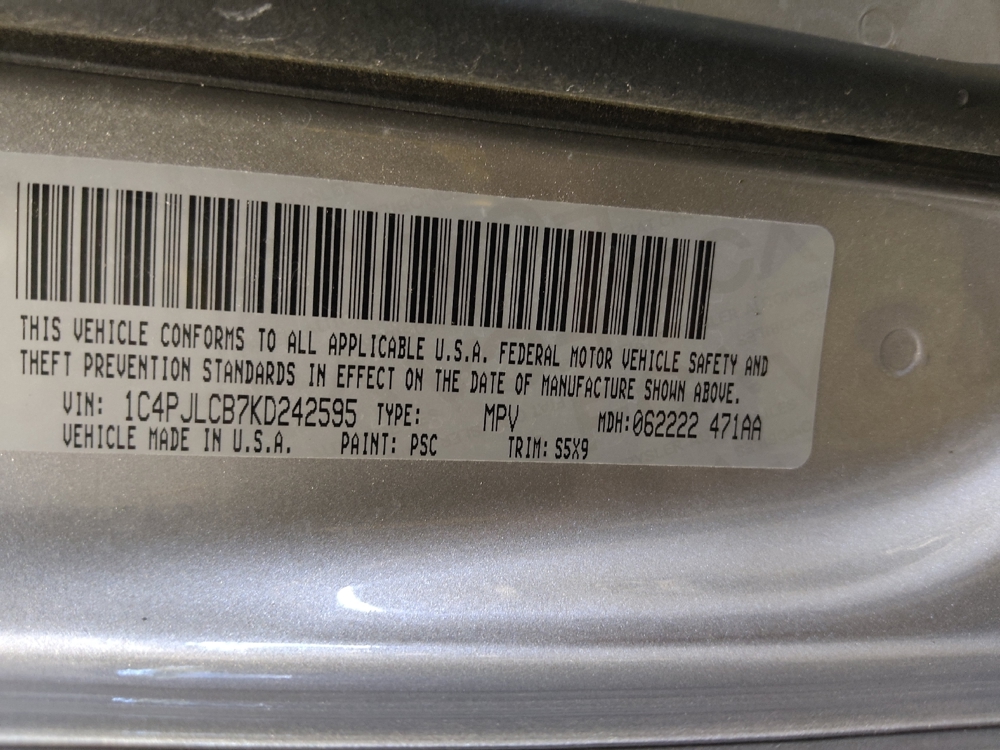 THIS VEHICLE CONFORMS TO ALL APPLICABLE U.S.A. FEDERAL MOTOR VEHICLE SAFETY AND
THEFT PREVENTION STANDARDS IN EFFECT ON THE DATE OF MANUFACTURE SHOWN ABOVE.
VIN: 1C4PJLCB7KD242595 TYPE: MPV MDH:062222 471AA
VEHICLE MADE IN U.S.A. PAINT: PSC TRIM: S5X9